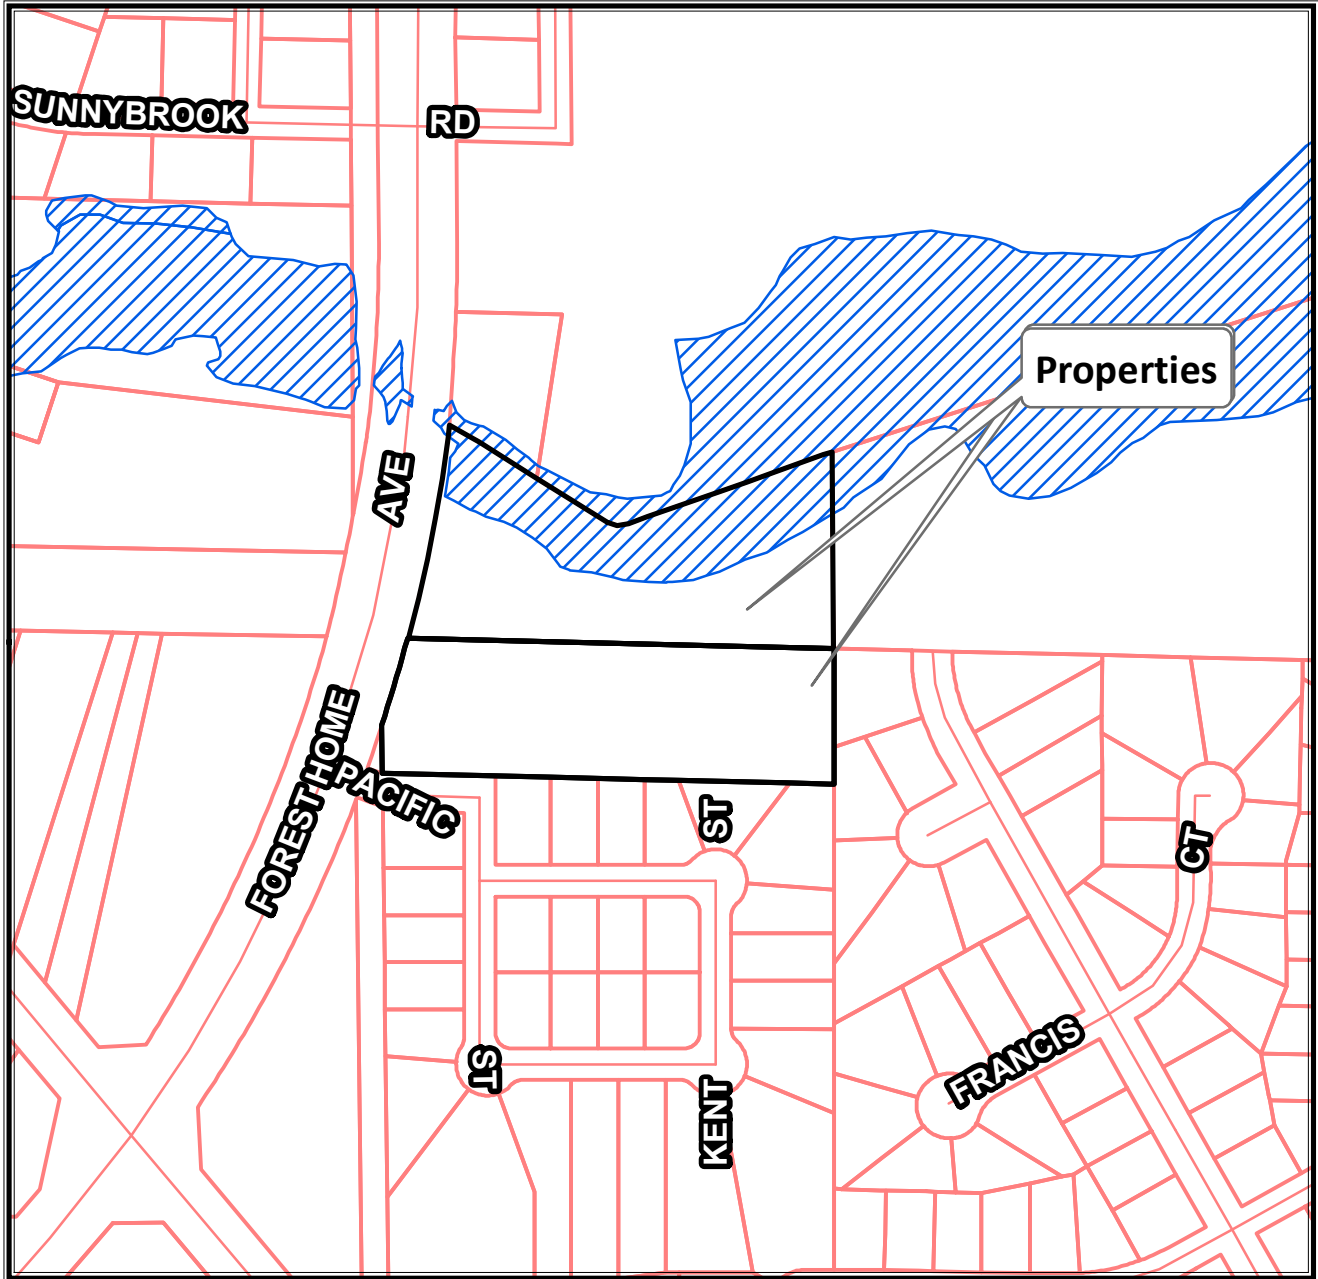 SUNNYBROOK RD
Properties
FOREST HOME AVE
PACIFIC ST
KENT ST
CT
FRANCIS